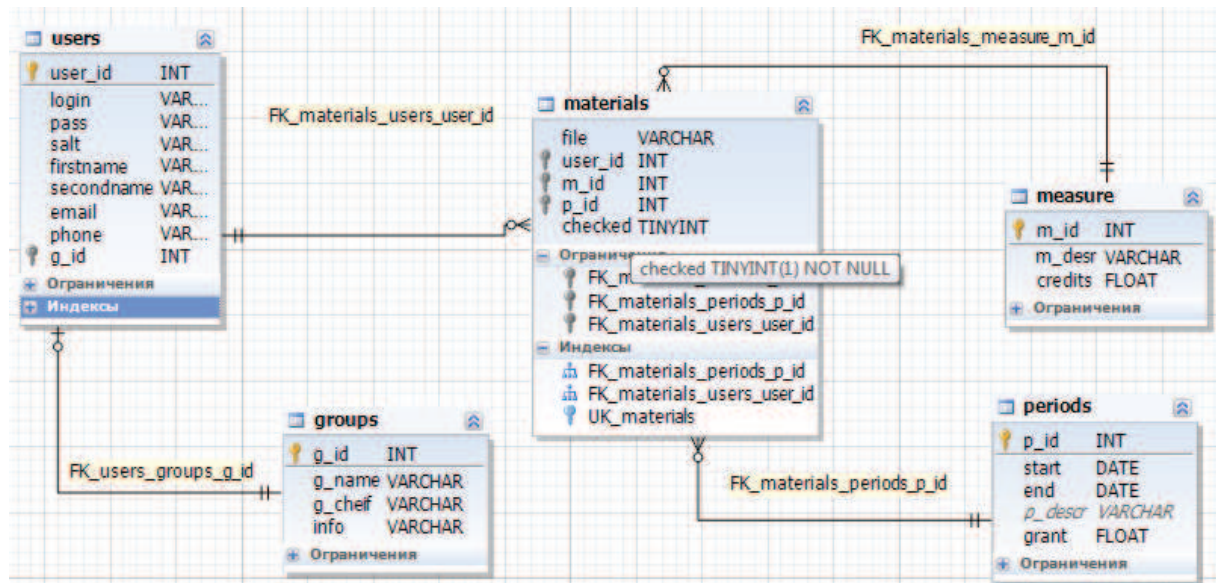 users
user_id INT
login VAR...
pass VAR...
salt VAR...
firstname VAR...
secondname VAR...
email VAR...
phone VAR...
g_id INT
Ограничения
Индексы
FK_materials_users_user_id
FK_materials_measure_m_id
materials
file VARCHAR
user_id INT
m_id INT
p_id INT
checked TINYINT
checked TINYINT(1) NOT NULL
FK_materials_periods_p_id
FK_materials_users_user_id
Индексы
FK_materials_periods_p_id
FK_materials_users_user_id
UK_materials
measure
m_id INT
m_desr VARCHAR
credits FLOAT
Ограничения
groups
g_id INT
g_name VARCHAR
g_cheif VARCHAR
info VARCHAR
Ограничения
FK_users_groups_g_id
FK_materials_periods_p_id
periods
p_id INT
start DATE
end DATE
p_descr VARCHAR
grant FLOAT
Ограничения